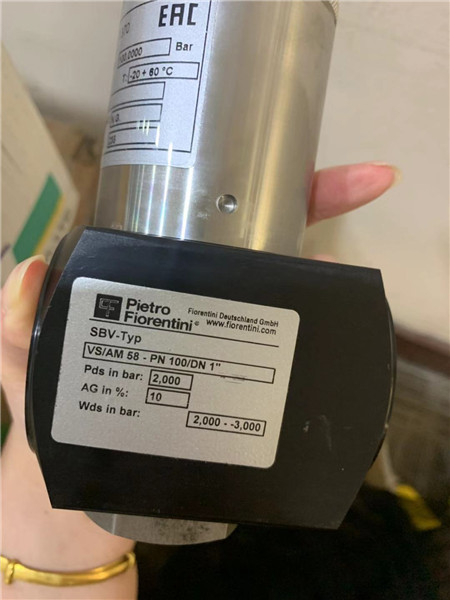 EAC
Bar
-20 + 60 °C
n.a.
Pietro
Fiorentini®
Fiorentini Deutschland GmbH
www.fiorentini.com
SBV-Typ
VS/AM 58 - PN 100/DN 1"
Pds in bar: 2,000
AG in %: 10
Wds in bar: 2,000 - -3,000